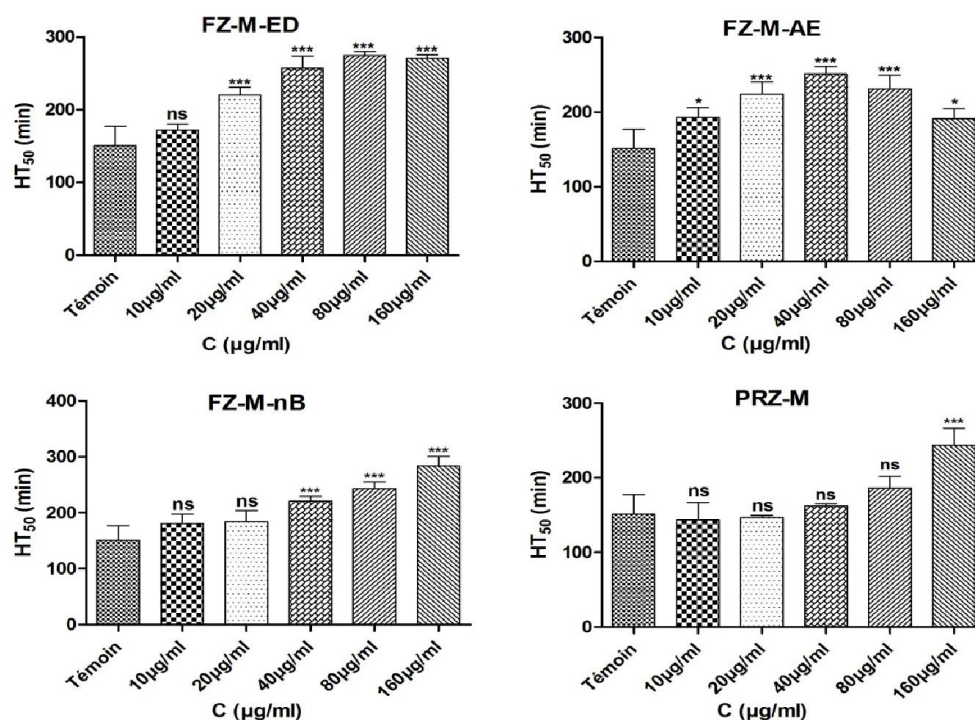 FZ-M-ED
HT50 (min)
300
200
100
0
ns
***
***
***
***
Témoin
10µg/ml
20µg/ml
40µg/ml
80µg/ml
160µg/ml
C (µg/ml)
FZ-M-AE
HT50 (min)
300
200
100
0
*
***
***
***
*
Témoin
10µg/ml
20µg/ml
40µg/ml
80µg/ml
160µg/ml
C (µg/ml)
FZ-M-nB
HT50 (min)
400
300
200
100
0
ns
ns
***
***
***
Témoin
10µg/ml
20µg/ml
40µg/ml
80µg/ml
160µg/ml
C (µg/ml)
PRZ-M
HT50 (min)
300
200
100
0
ns
ns
ns
ns
***
Témoin
10µg/ml
20µg/ml
40µg/ml
80µg/ml
160µg/ml
C (µg/ml)